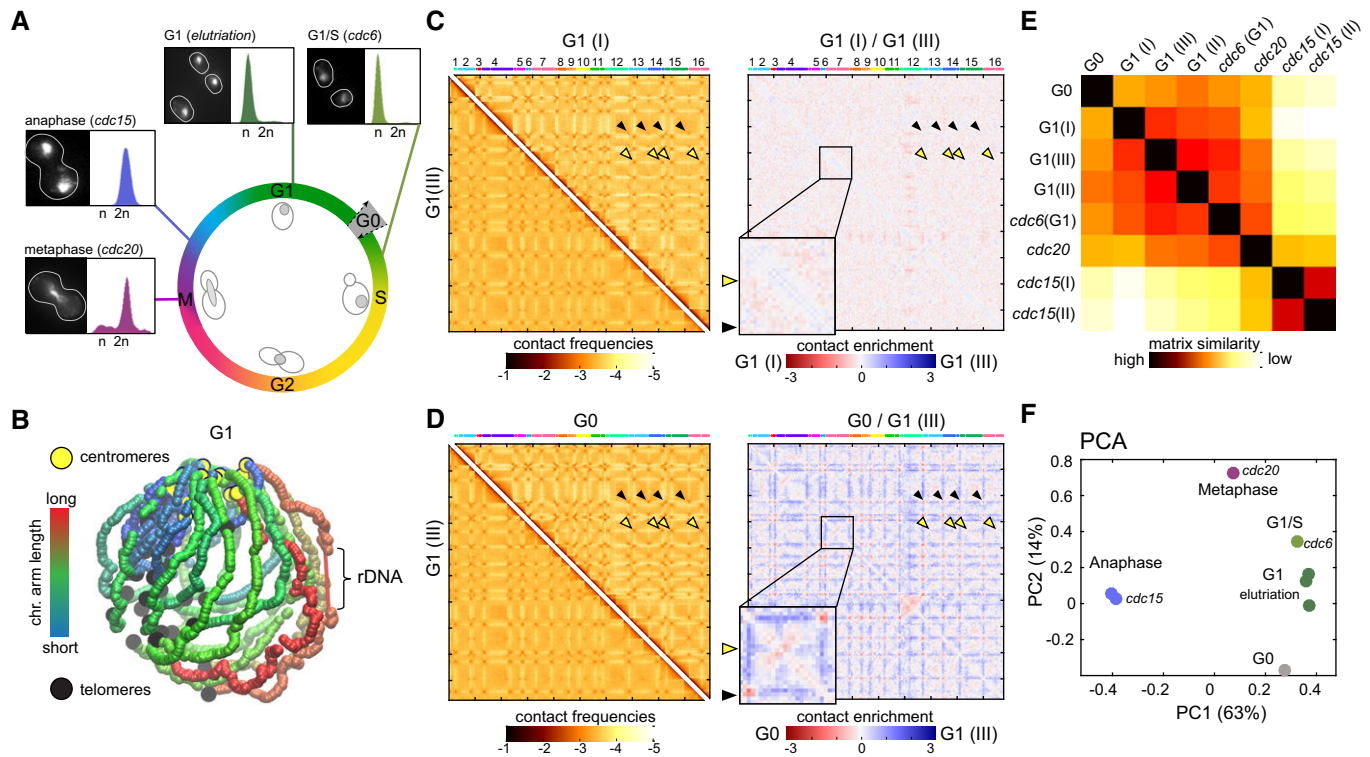 A
G1 (elutriation)
n 2n
G1/S (cdc6)
n 2n
anaphase (cdc15)
n 2n
metaphase (cdc20)
n 2n
G1
G0
S
G2
M
B
G1
centromeres
long
chr. arm length
short
rDNA
telomeres
C
G1 (I)
1 2 3 4 5 6 7 8 9 10 11 12 13 14 15 16
G1(III)
contact frequencies
-1 -2 -3 -4 -5
G1 (I) / G1 (III)
1 2 3 4 5 6 7 8 9 10 11 12 13 14 15 16
contact enrichment
G1 (I) G1 (III)
-3 0 3
D
G0
G1 (III)
contact frequencies
-1 -2 -3 -4 -5
G0 / G1 (III)
contact enrichment
G0 G1 (III)
-3 0 3
E
G0 G1 (I) G1 (III) G1 (II) cdc6 (G1) cdc20 cdc15 (I) cdc15 (II)
G0
G1(I)
G1(III)
G1(II)
cdc6(G1)
cdc20
cdc15(I)
cdc15(II)
matrix similarity
high low
F
PCA
0.8
0.6
0.4
0.2
0
-0.2
PC2 (14%)
cdc20
Metaphase
G1/S
cdc6
Anaphase
cdc15
G1
elutriation
G0
-0.4 -0.2 0 0.2 0.4
PC1 (63%)